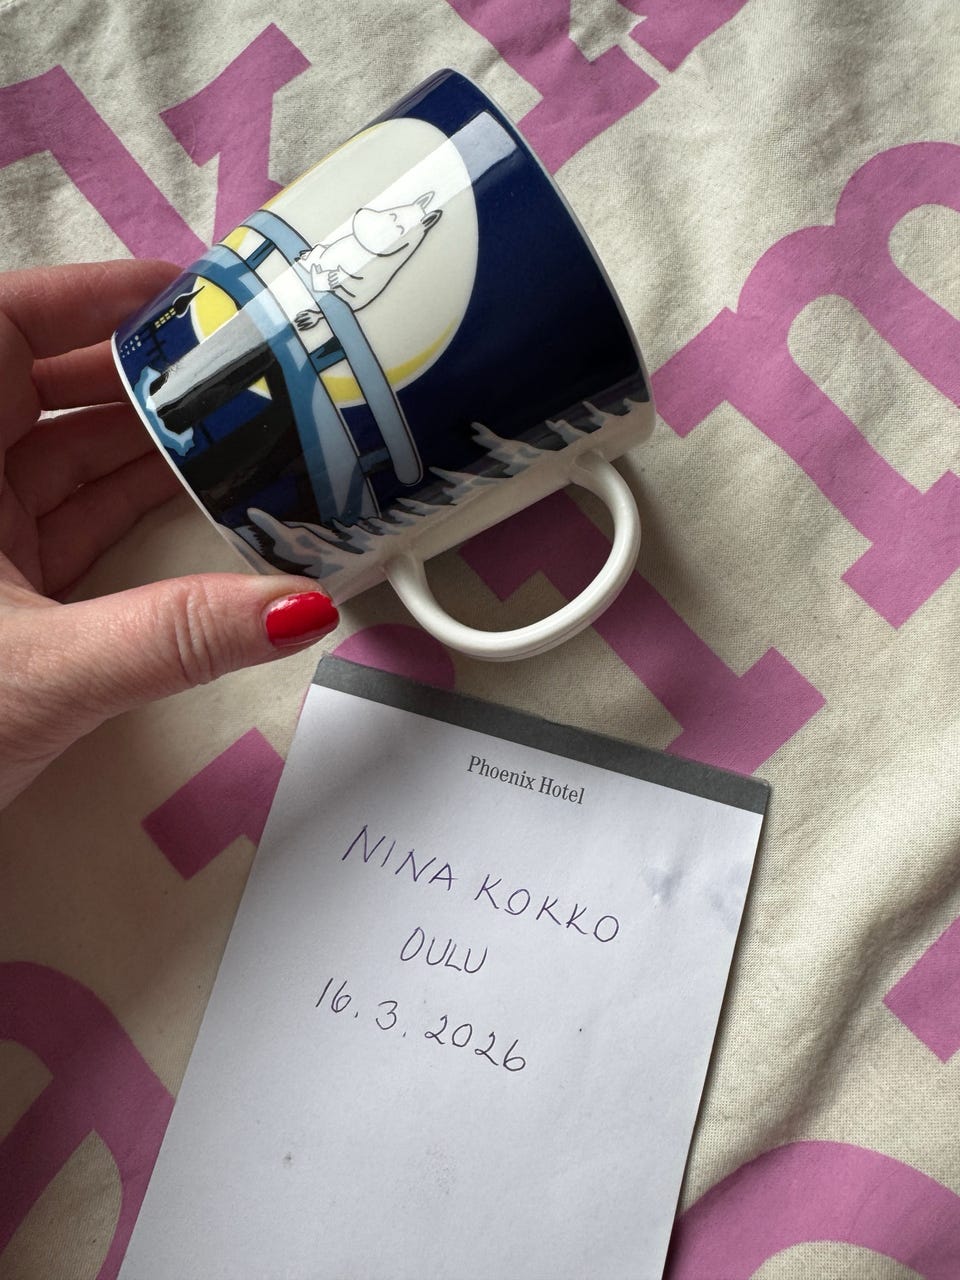 Phoenix Hotel
NINA KOKKO
OULU
16.3.2026